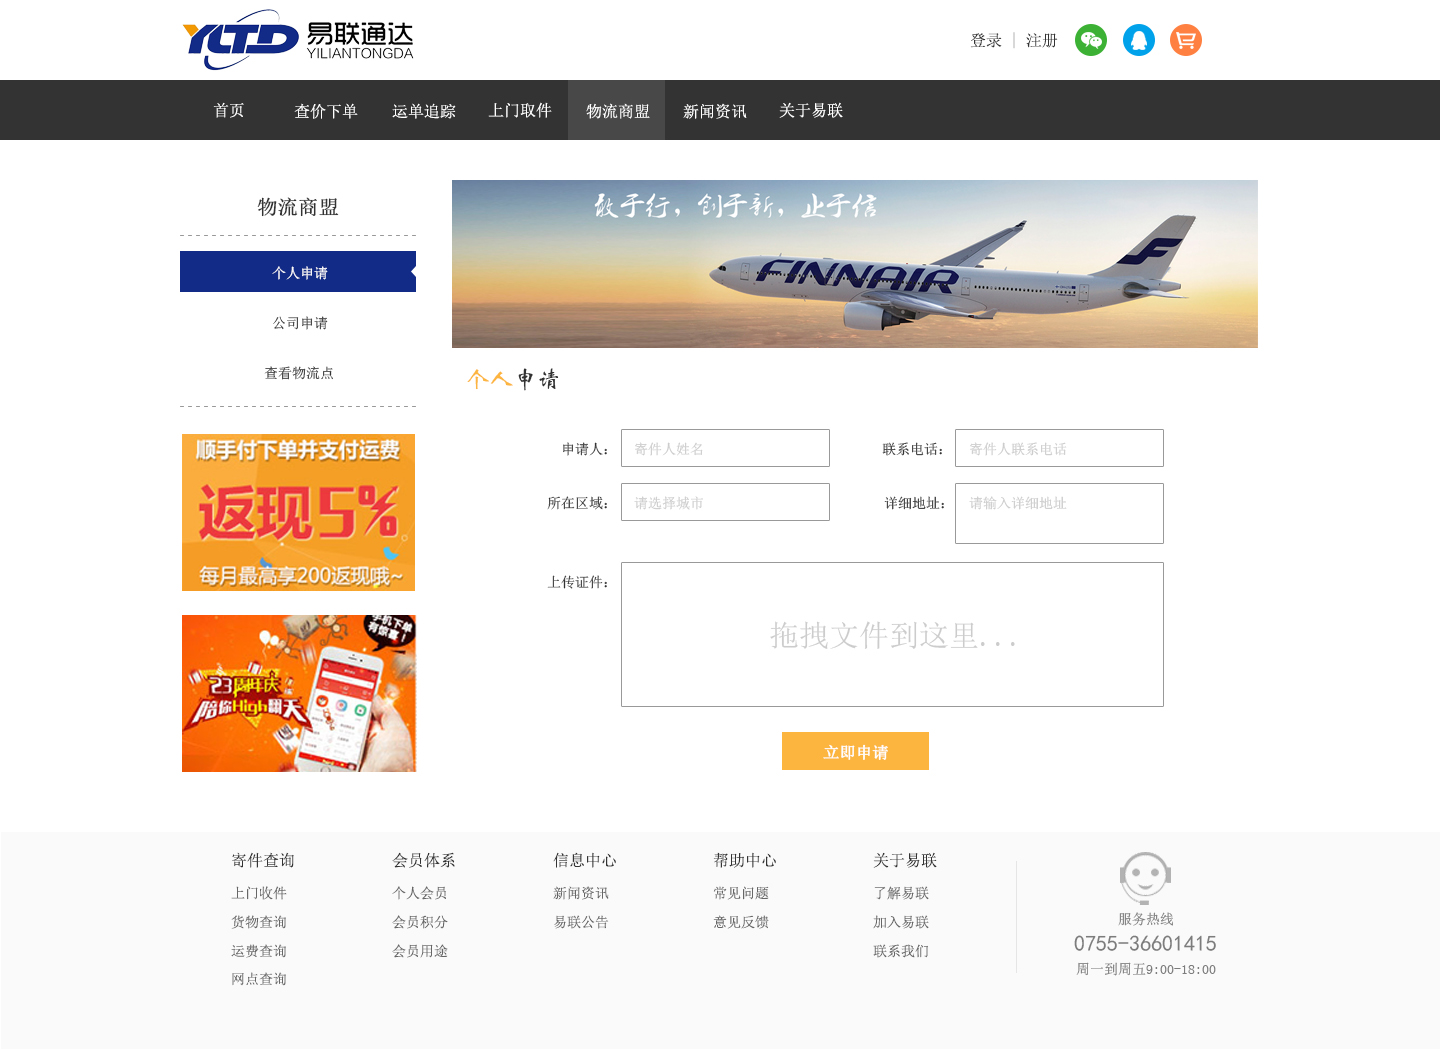 YLTD 易联通达
YILIANTONGDA
登录 | 注册
首页 查价下单 运单追踪 上门取件 物流商盟 新闻资讯 关于易联
物流商盟
个人申请
公司申请
查看物流点
顺手付下单并支付运费
返现5%
每月最高享200返现哦~
手机下单
有惊喜!
23周年庆
陪你High翻天
敢于行，创于新，止于信
FINNAIR
个人申请
申请人： 寄件人姓名 联系电话： 寄件人联系电话
所在区域： 请选择城市 详细地址： 请输入详细地址
上传证件：
拖拽文件到这里...
立即申请
寄件查询
上门收件
货物查询
运费查询
网点查询
会员体系
个人会员
会员积分
会员用途
信息中心
新闻资讯
易联公告
帮助中心
常见问题
意见反馈
关于易联
了解易联
加入易联
联系我们
服务热线
0755-36601415
周一到周五9:00-18:00